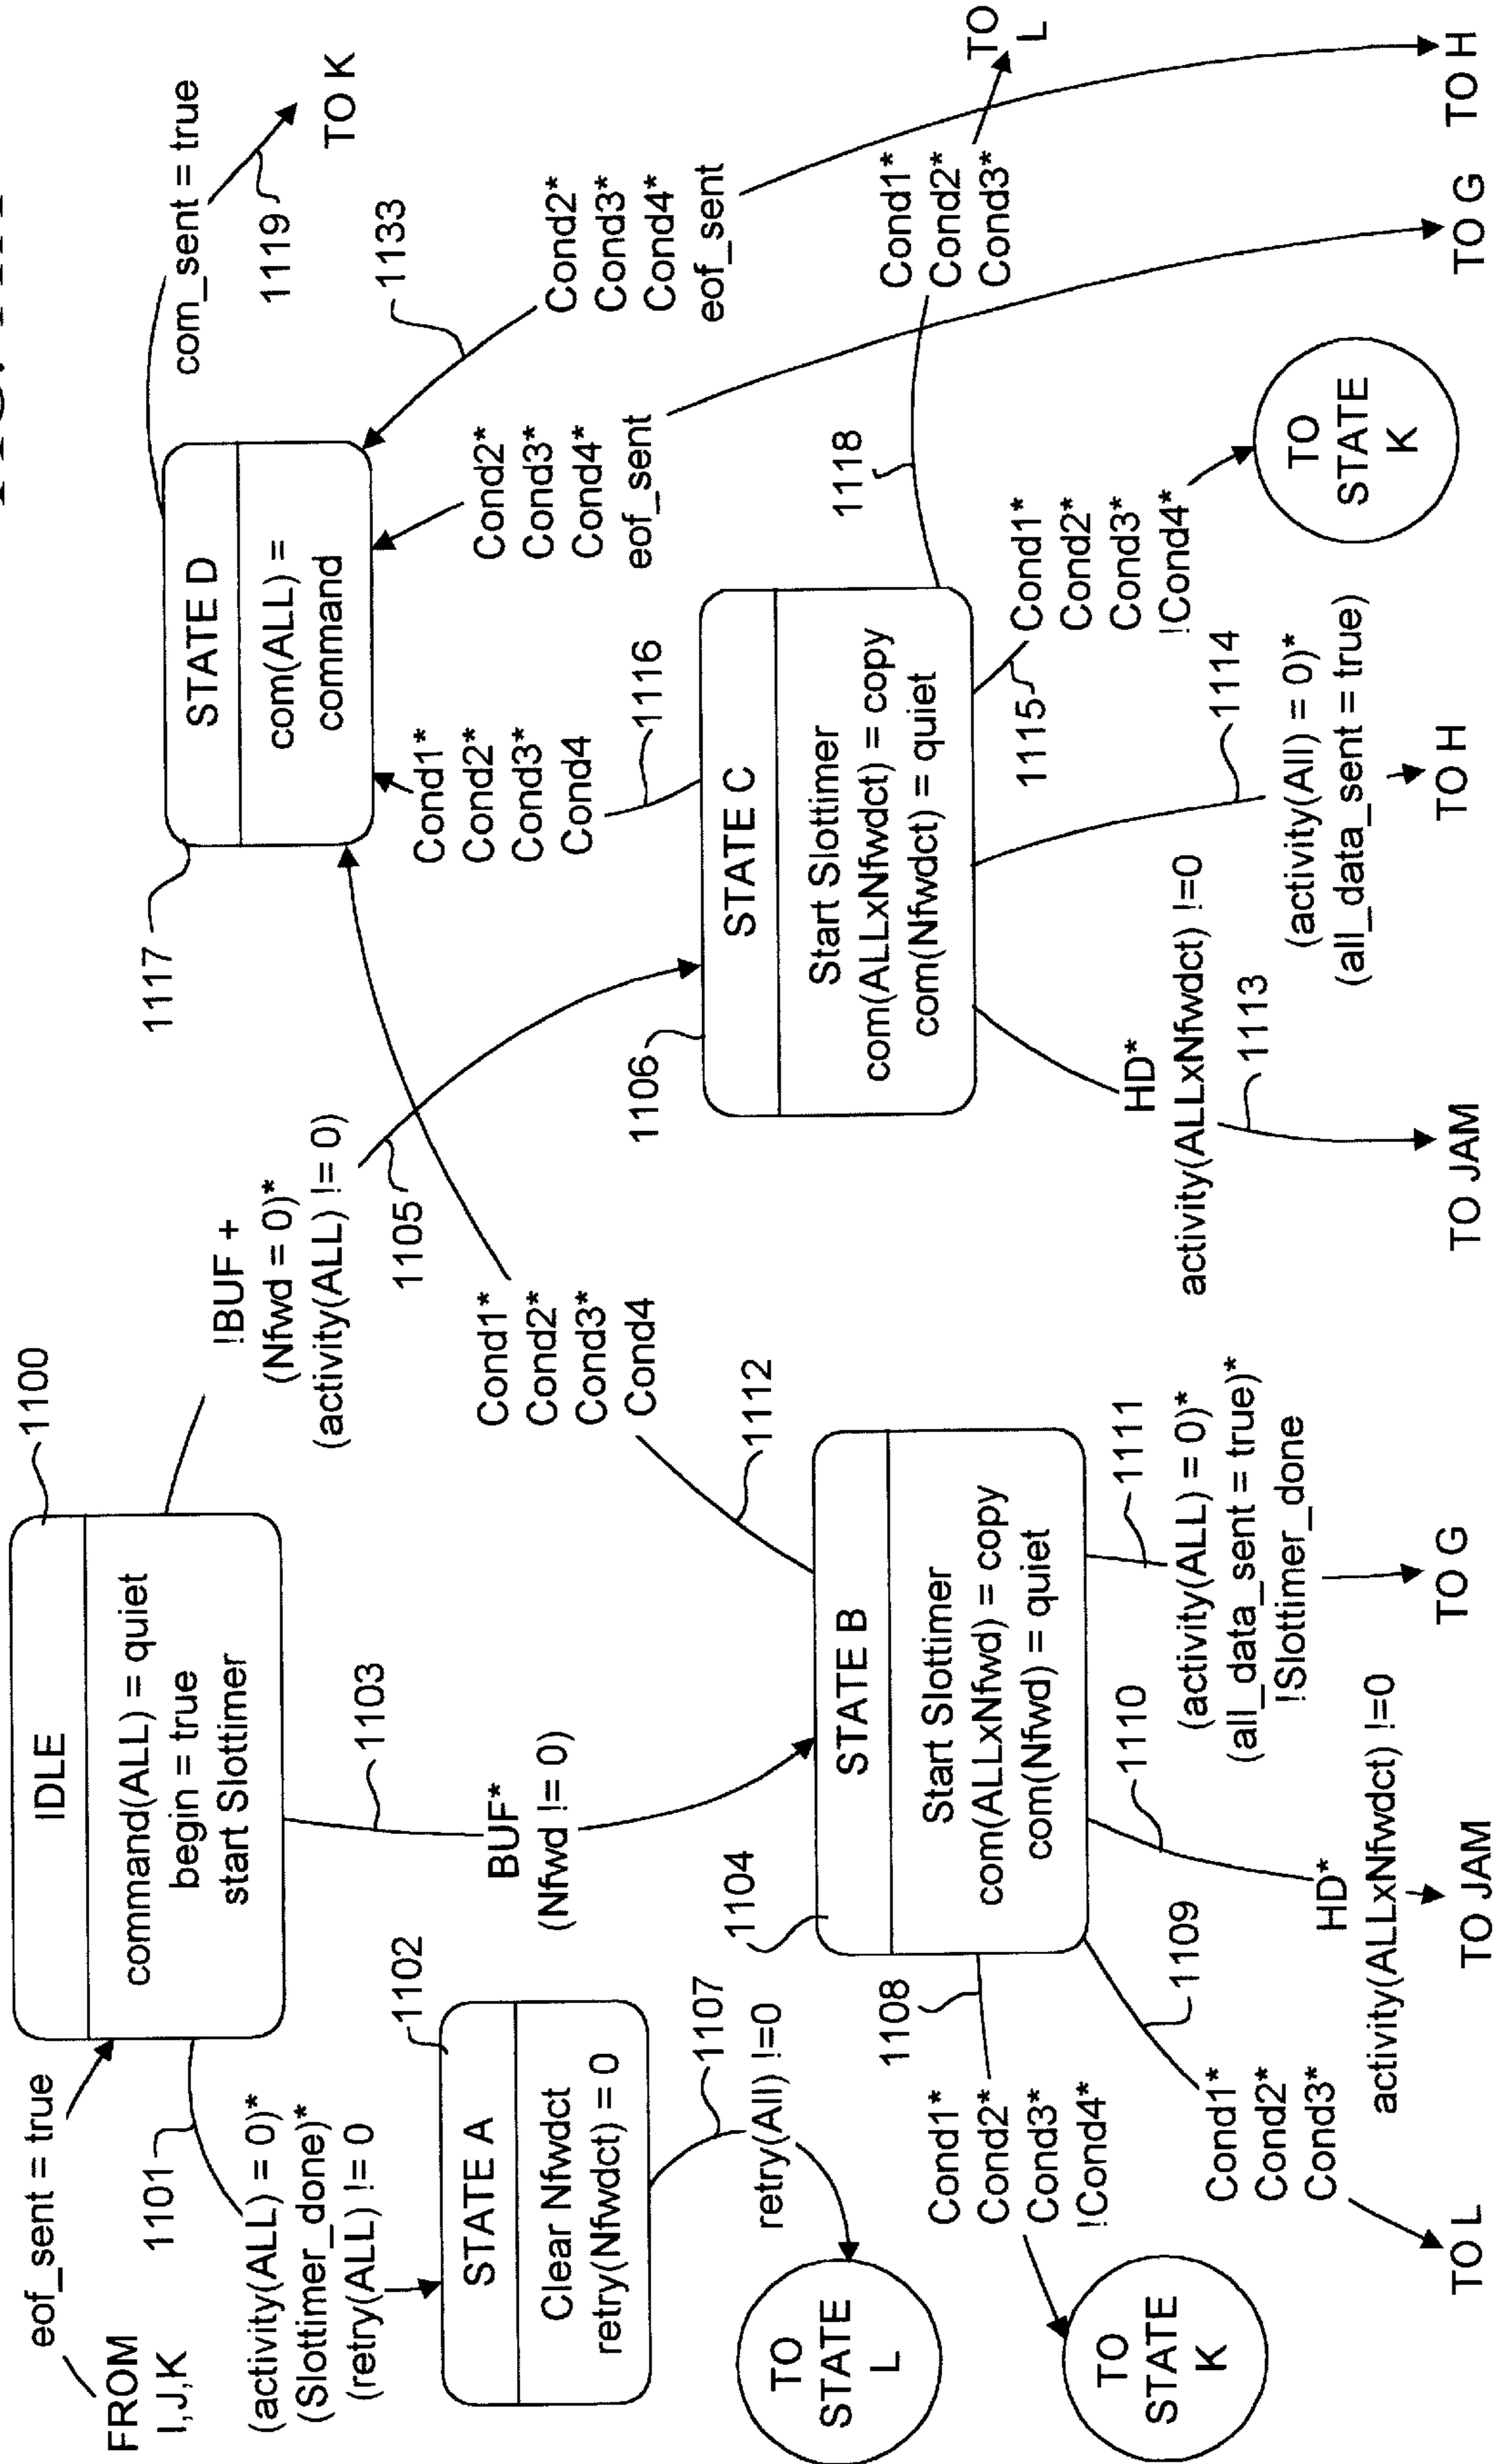 FROM
I,J,K
eof_sent = true
1101
(activity(ALL) = 0)*
(Slottimer_done)*
(retry(ALL) != 0
IDLE
command(ALL) = quiet
begin = true
start Slottimer
1100
!BUF +
(Nfwd = 0)*
(activity(ALL) != 0)
1105
1103
BUF*
(Nfwd != 0)
1102
STATE A
Clear Nfwdct
retry(Nfwdct) = 0
1107
retry(All) !=0
TO
STATE
L
1104
STATE B
Start Slottimer
com(ALLxNfwd) = copy
com(Nfwd) = quiet
1108
Cond1*
Cond2*
Cond3*
!Cond4*
TO
STATE
K
1109
Cond1*
Cond2*
Cond3*
TO L
1110
HD*
activity(ALLxNfwdct) !=0
TO JAM
1111
(activity(ALL) = 0)*
(all_data_sent = true)*
!Slottimer_done
TO G
1112
Cond1*
Cond2*
Cond3*
Cond4
1117
STATE D
com(ALL) =
command
com_sent = true
1119
TO K
1133
Cond2*
Cond3*
Cond4*
eof_sent
TO H
Cond2*
Cond3*
Cond4*
eof_sent
TO G
Cond1*
Cond2*
Cond3*
Cond4
1116
1106
STATE C
Start Slottimer
com(ALLxNfwdct) = copy
com(Nfwdct) = quiet
1118
Cond1*
Cond2*
Cond3*
TO
L
1115
Cond1*
Cond2*
Cond3*
!Cond4*
TO
STATE
K
1114
(activity(All) = 0)*
(all_data_sent = true)
TO H
HD*
activity(ALLxNfwdct) !=0
1113
TO JAM